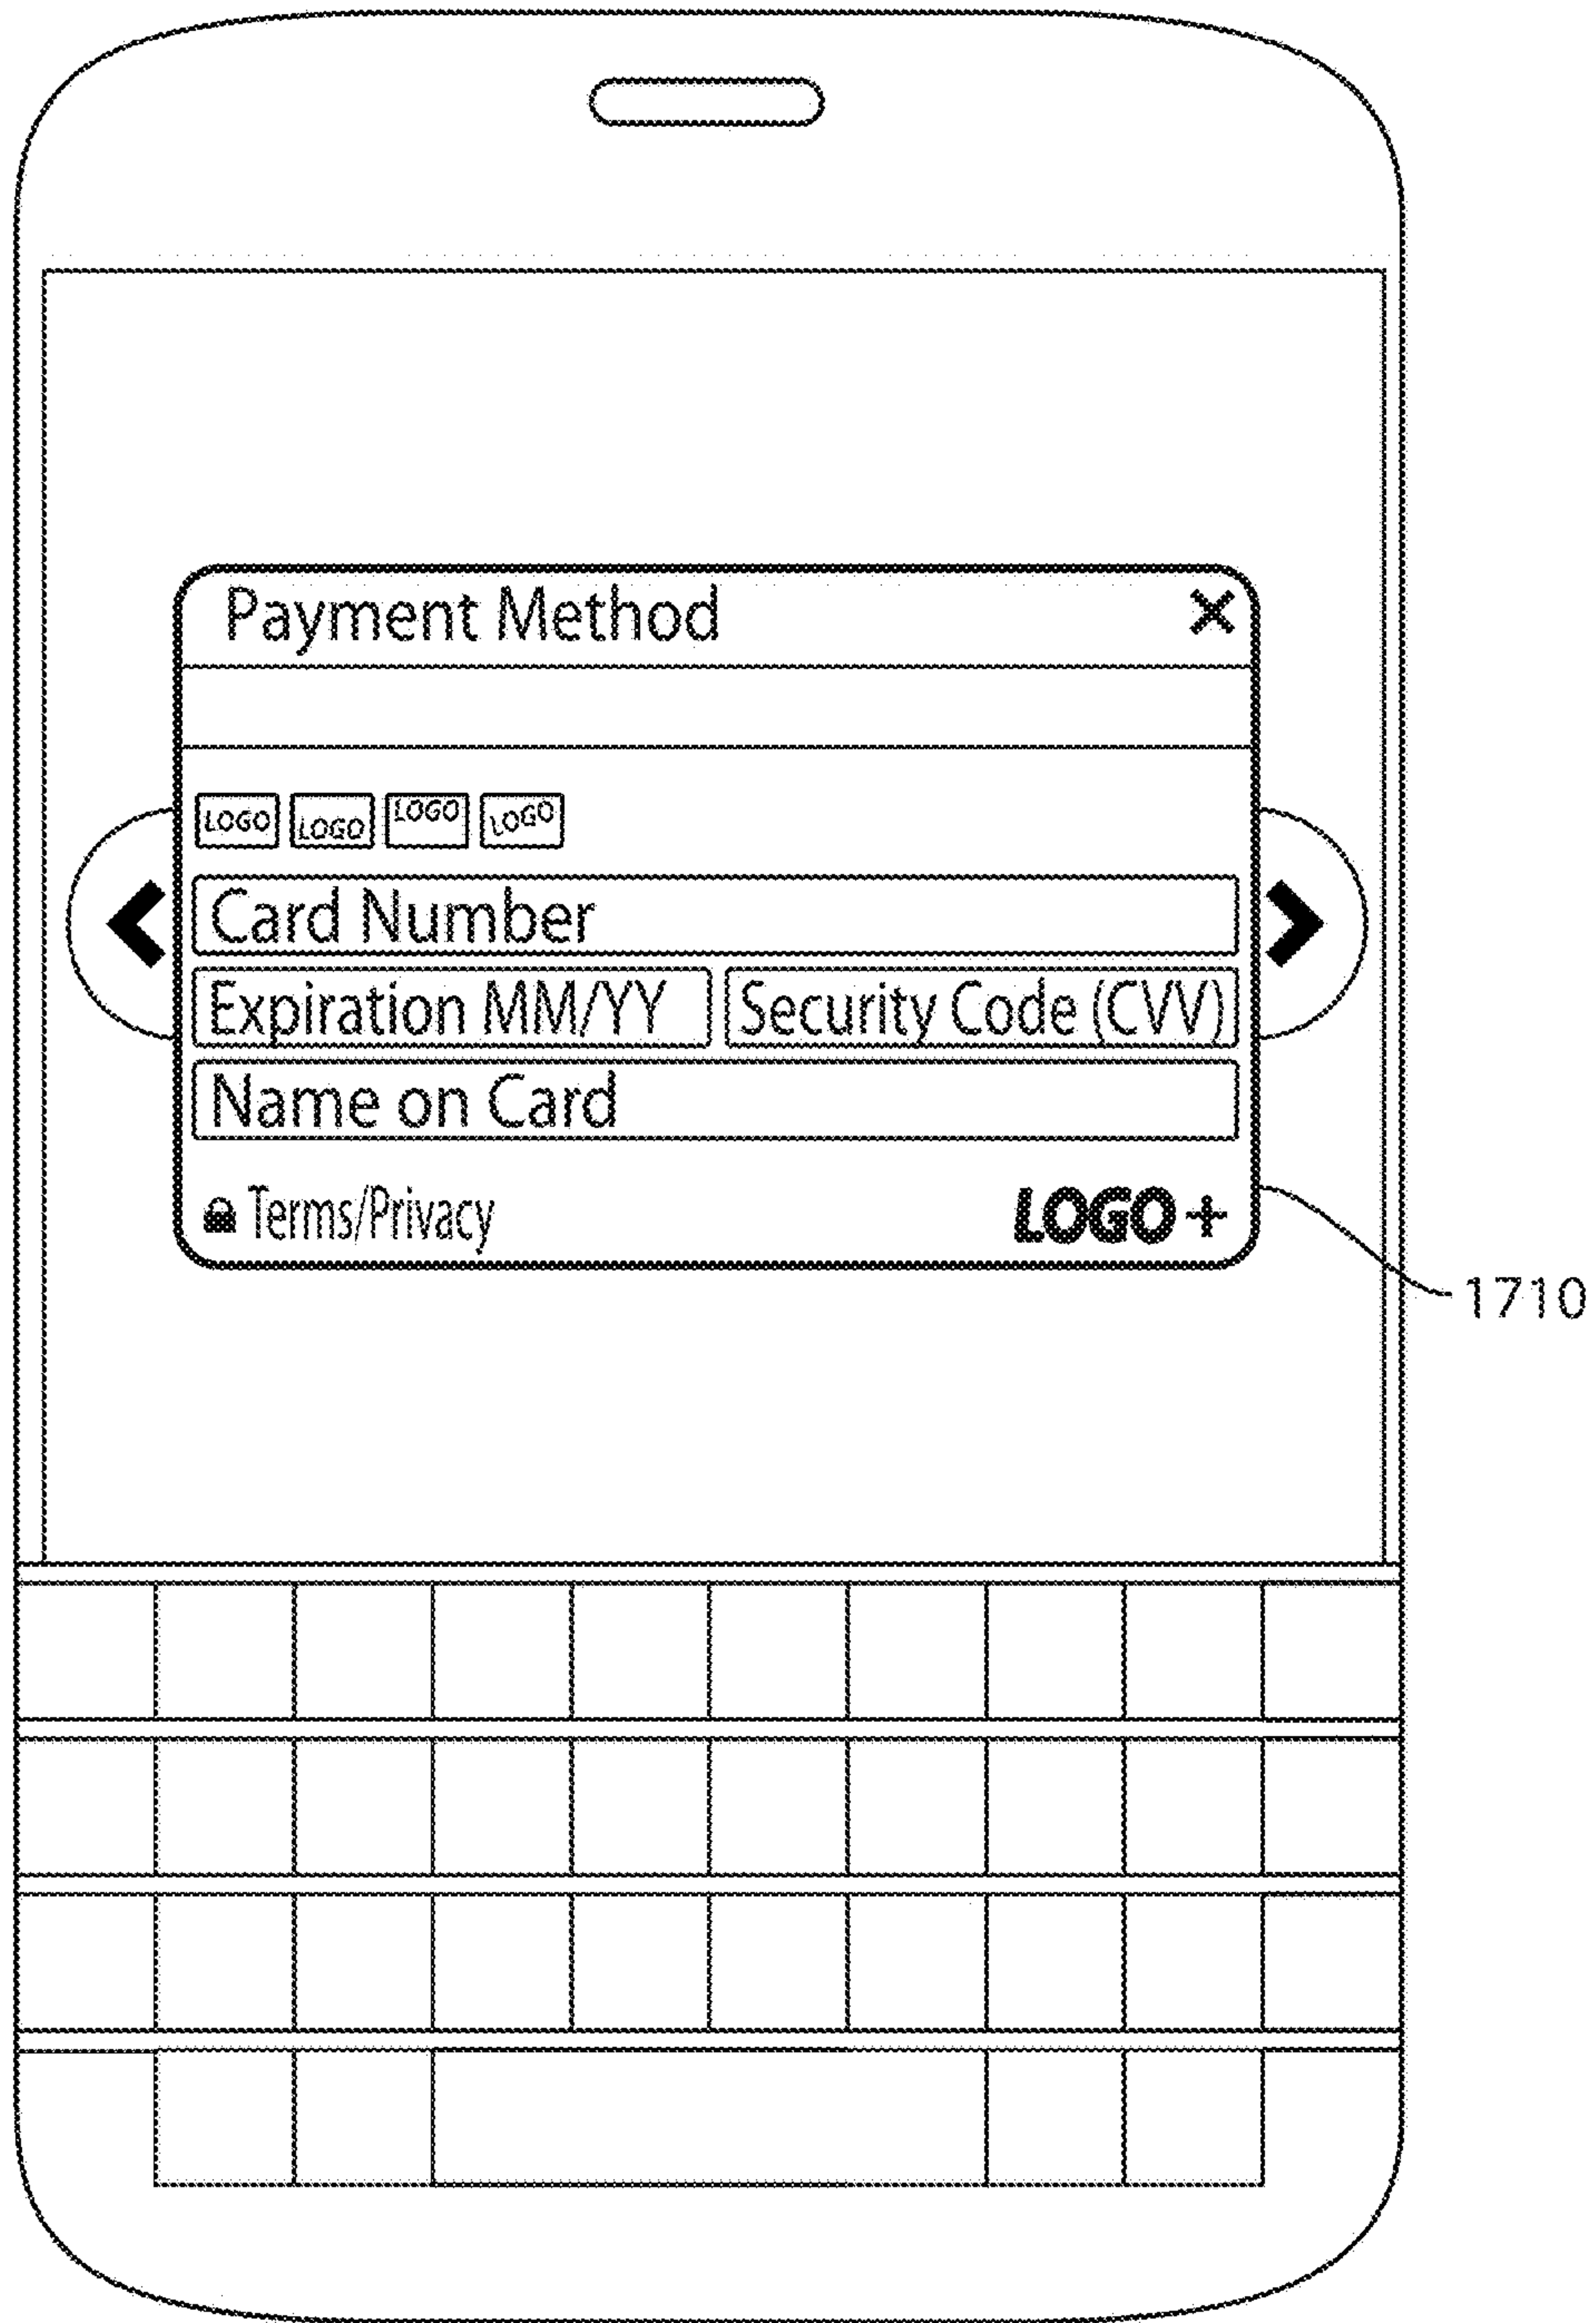 Payment Method ×
LOGO LOGO LOGO LOGO
Card Number
Expiration MM/YY Security Code (CVV)
Name on Card
Terms/Privacy LOGO +
1710